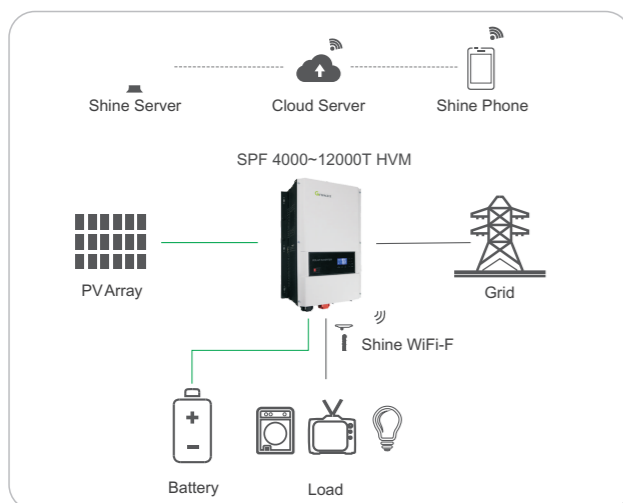 Shine Server Cloud Server Shine Phone
SPF 4000~12000T HVM
PV Array
Grid
Shine WiFi-F
Battery Load